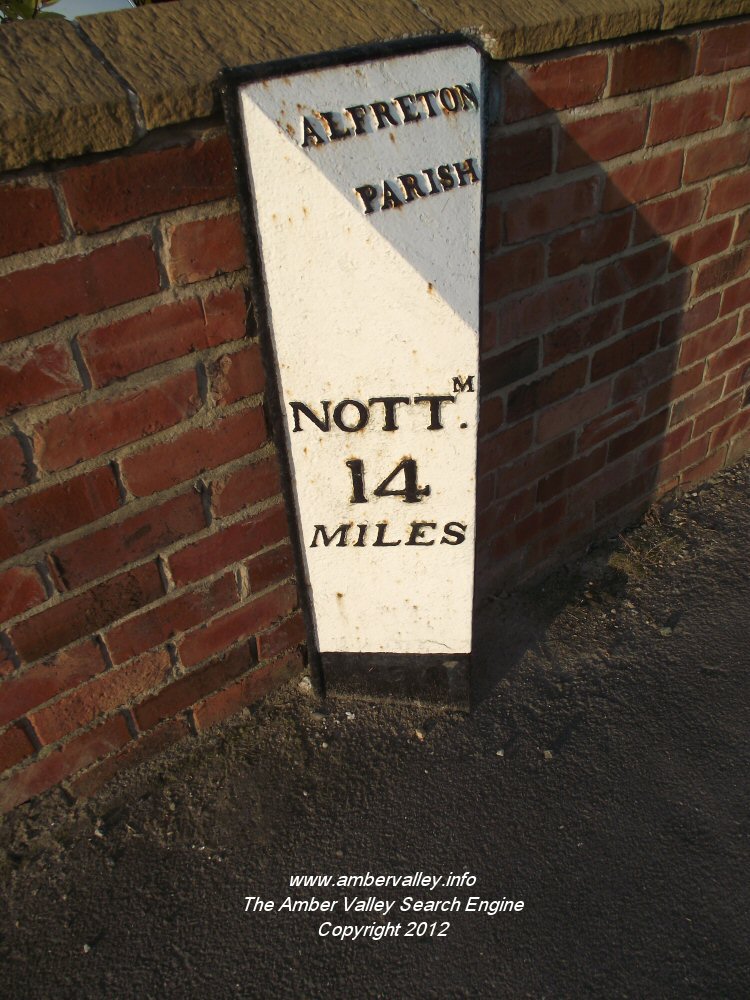 ALFRETON
PARISH
NOTT.M
14
MILES
www.ambervalley.info
The Amber Valley Search Engine
Copyright 2012